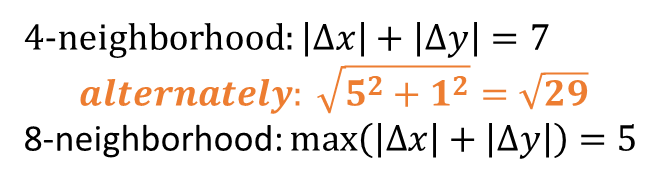 4-neighborhood: |Δx| + |Δy| = 7
alternately: √(5² + 1²) = √29
8-neighborhood: max(|Δx| + |Δy|) = 5